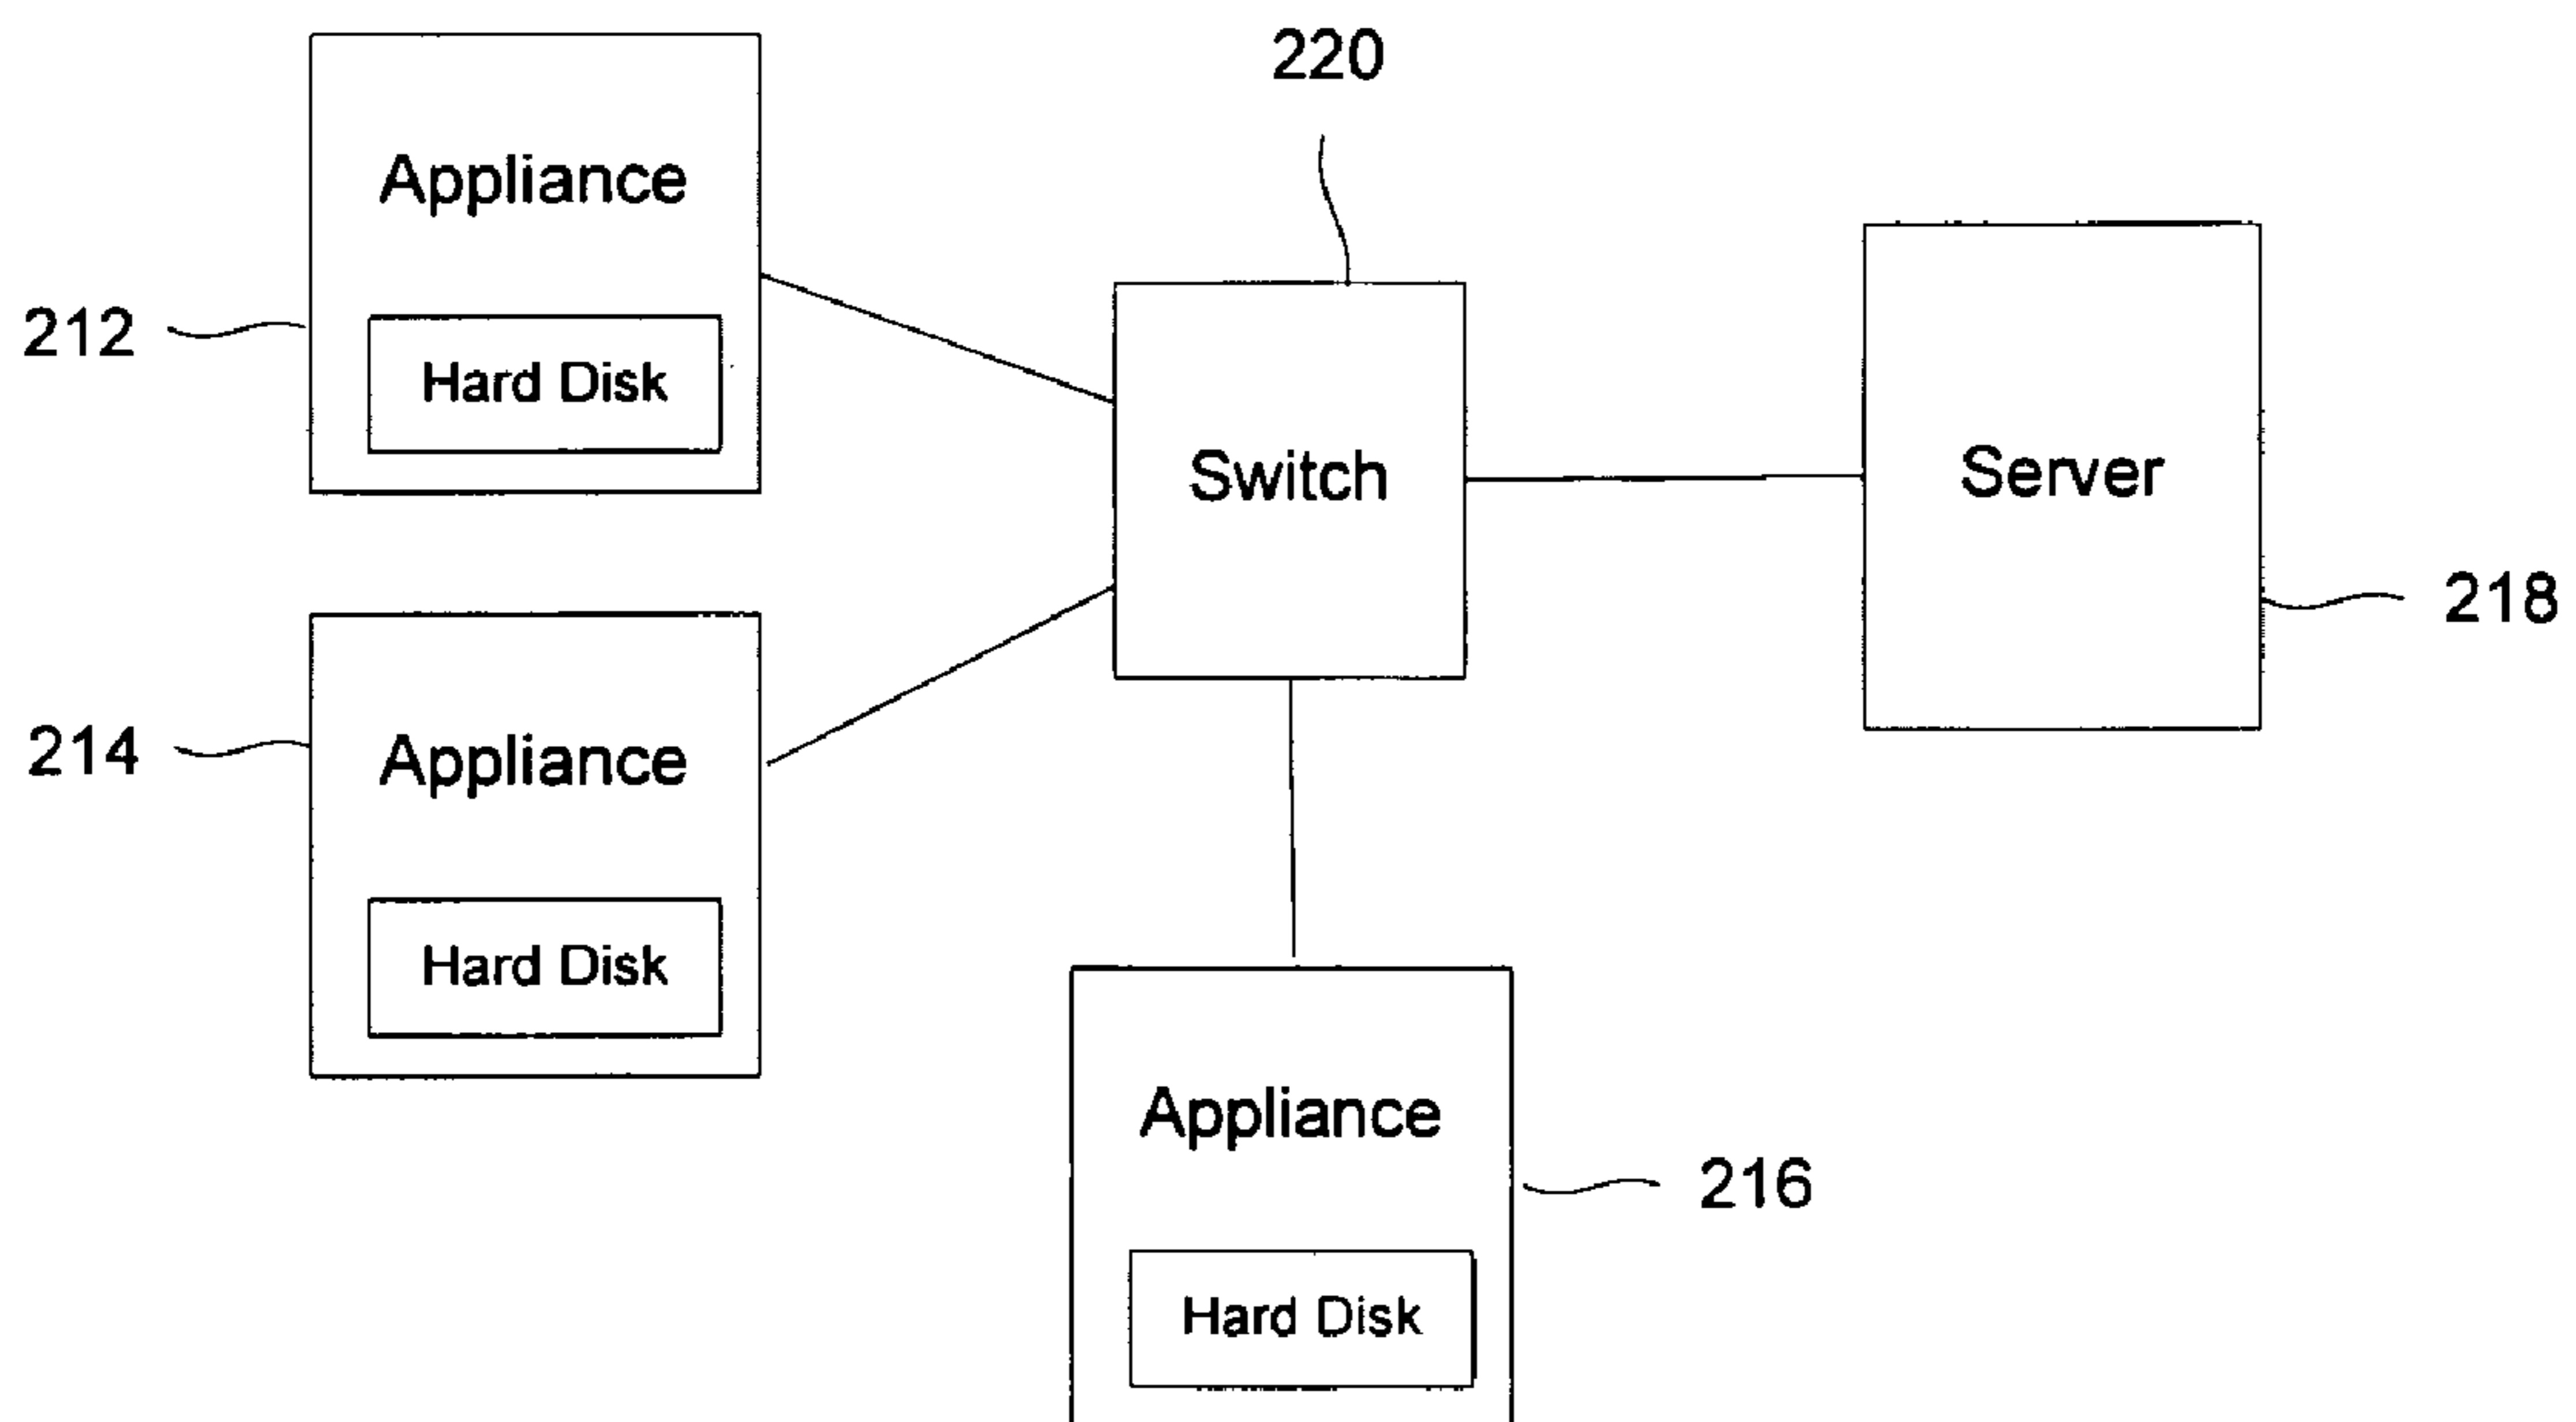 220
Appliance
212
Hard Disk
Switch
Server
218
214
Appliance
Hard Disk
Appliance
216
Hard Disk